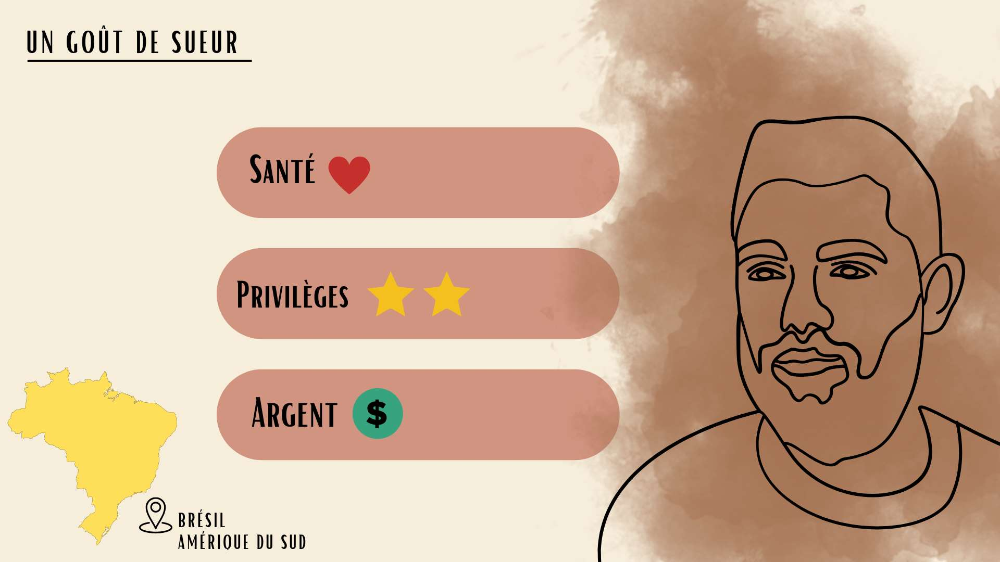 UN GOÛT DE SUEUR
SANTÉ
PRIVILÈGES
ARGENT $
BRÉSIL
AMÉRIQUE DU SUD